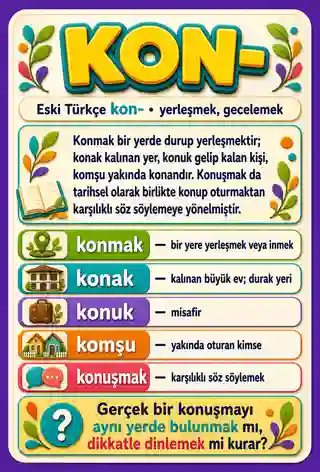 KON-
Eski Türkçe kon- • yerleşmek, gecelemek
Konmak bir yerde durup yerleşmektir;
konak kalınan yer, konuk gelip kalan kişi,
komşu yakında konandır. Konuşmak da
tarihsel olarak birlikte konup oturmaktan
karşılıklı söz söylemeye yönelmiştir.
konmak — bir yere yerleşmek veya inmek
konak — kalınan büyük ev; durak yeri
konuk — misafir
komşu — yakında oturan kimse
konuşmak — karşılıklı söz söylemek
? Gerçek bir konuşmayı
aynı yerde bulunmak mı,
dikkatle dinlemek mi kurar?